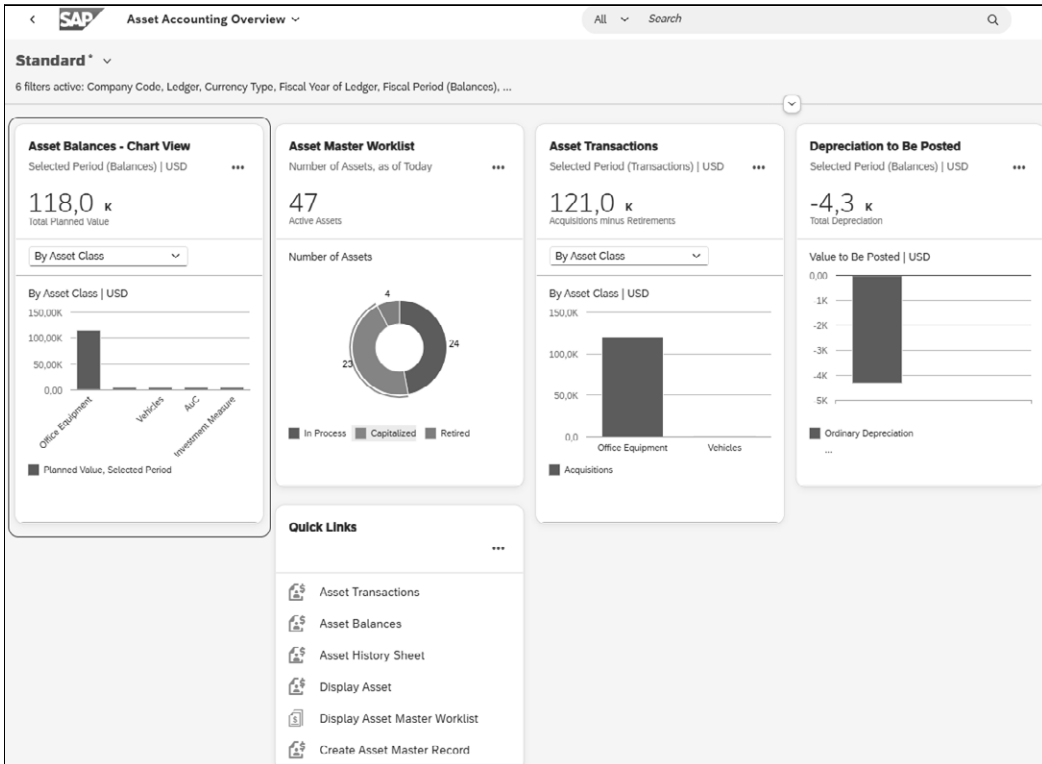 SAP Asset Accounting Overview All Search
Standard*
6 filters active: Company Code, Ledger, Currency Type, Fiscal Year of Ledger, Fiscal Period (Balances), ...
Asset Balances - Chart View
Selected Period (Balances) | USD
118,0 K
Total Planned Value
By Asset Class
By Asset Class | USD
150,00K
100,00K
50,00K
0,00
Office Equipment
Vehicles
AuC
Investment Measure
Planned Value, Selected Period
Asset Master Worklist
Number of Assets, as of Today
47
Active Assets
Number of Assets
4
24
23
In Process Capitalized Retired
Asset Transactions
Selected Period (Transactions) | USD
121,0 K
Acquisitions minus Retirements
By Asset Class
By Asset Class | USD
150,0K
100,0K
50,0K
0,0
Office Equipment Vehicles
Acquisitions
Depreciation to Be Posted
Selected Period (Balances) | USD
-4,3 K
Total Depreciation
Value to Be Posted | USD
0,00
-1K
-2K
-3K
-4K
-5K
Ordinary Depreciation
...
Quick Links
Asset Transactions
Asset Balances
Asset History Sheet
Display Asset
Display Asset Master Worklist
Create Asset Master Record